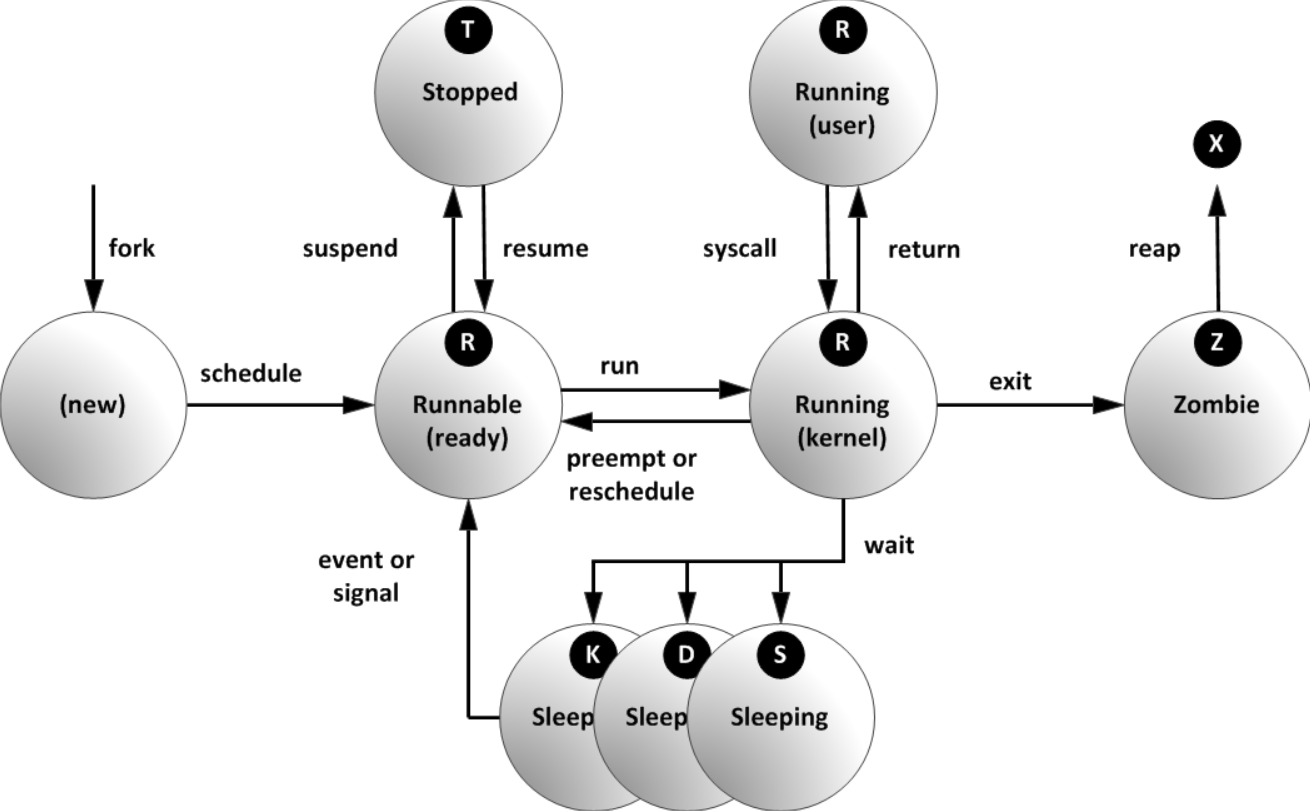 T
Stopped
R
Running
(user)
X
fork
suspend
resume
syscall
return
reap
(new)
schedule
R
Runnable
(ready)
run
preempt or
reschedule
R
Running
(kernel)
exit
Z
Zombie
wait
event or
signal
K
Sleep
D
Sleep
S
Sleeping